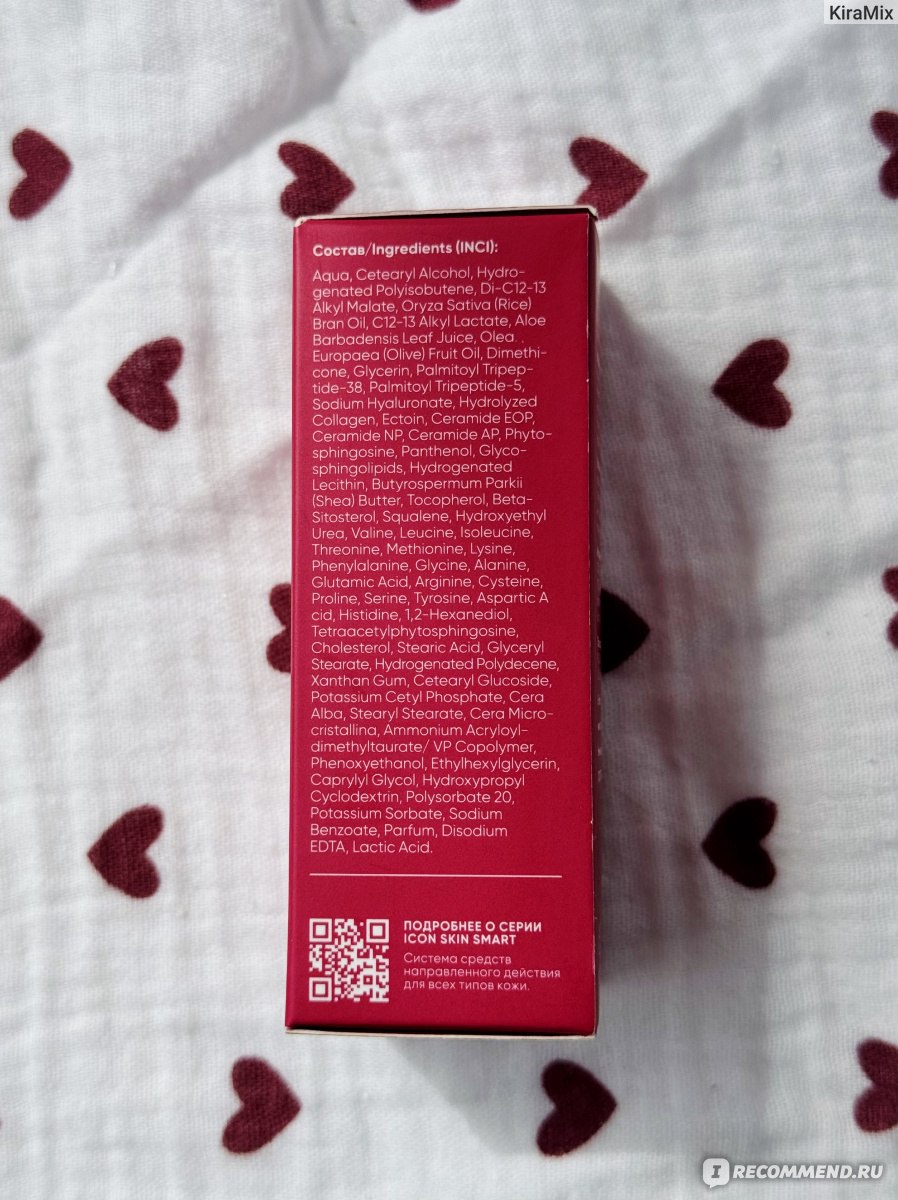 KiraMix
Состав/Ingredients (INCI):
Aqua, Cetearyl Alcohol, Hydro-
genated Polyisobutene, Di-C12-13
Alkyl Malate, Oryza Sativa (Rice)
Bran Oil, C12-13 Alkyl Lactate, Aloe
Barbadensis Leaf Juice, Olea
Europaea (Olive) Fruit Oil, Dimethi-
cone, Glycerin, Palmitoyl Tripep-
tide-38, Palmitoyl Tripeptide-5,
Sodium Hyaluronate, Hydrolyzed
Collagen, Ectoin, Ceramide EOP,
Ceramide NP, Ceramide AP, Phyto-
sphingosine, Panthenol, Glyco-
sphingolipids, Hydrogenated
Lecithin, Butyrospermum Parkii
(Shea) Butter, Tocopherol, Beta-
Sitosterol, Squalene, Hydroxyethyl
Urea, Valine, Leucine, Isoleucine,
Threonine, Methionine, Lysine,
Phenylalanine, Glycine, Alanine,
Glutamic Acid, Arginine, Cysteine,
Proline, Serine, Tyrosine, Aspartic A
cid, Histidine, 1,2-Hexanediol,
Tetraacetylphytosphingosine,
Cholesterol, Stearic Acid, Glyceryl
Stearate, Hydrogenated Polydecene,
Xanthan Gum, Cetearyl Glucoside,
Potassium Cetyl Phosphate, Cera
Alba, Stearyl Stearate, Cera Micro-
cristallina, Ammonium Acryloyl-
dimethyltaurate/ VP Copolymer,
Phenoxyethanol, Ethylhexylglycerin,
Caprylyl Glycol, Hydroxypropyl
Cyclodextrin, Polysorbate 20,
Potassium Sorbate, Sodium
Benzoate, Parfum, Disodium
EDTA, Lactic Acid.
ПОДРОБНЕЕ О СЕРИИ
ICON SKIN SMART
Система средств
направленного действия
для всех типов кожи.
IRECOMMEND.RU